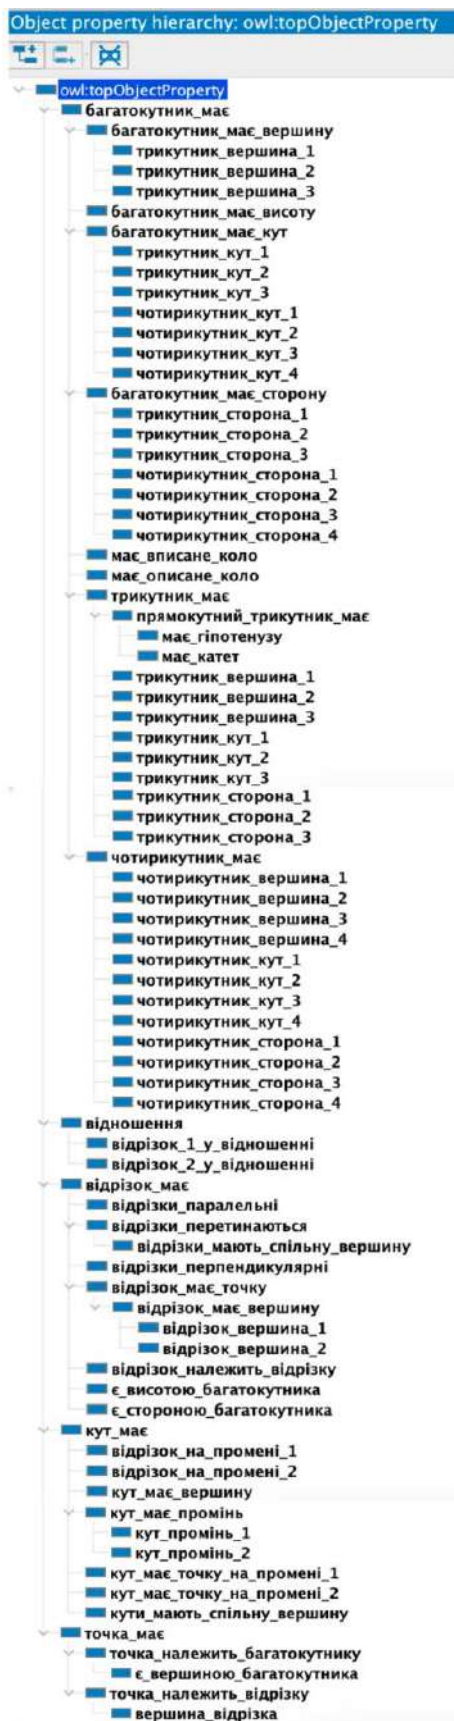 Object property hierarchy: owl:topObjectProperty
owl:topObjectProperty
багатокутник_має
багатокутник_має_вершину
трикутник_вершина_1
трикутник_вершина_2
трикутник_вершина_3
багатокутник_має_висоту
багатокутник_має_кут
трикутник_кут_1
трикутник_кут_2
трикутник_кут_3
чотирикутник_кут_1
чотирикутник_кут_2
чотирикутник_кут_3
чотирикутник_кут_4
багатокутник_має_сторону
трикутник_сторона_1
трикутник_сторона_2
трикутник_сторона_3
чотирикутник_сторона_1
чотирикутник_сторона_2
чотирикутник_сторона_3
чотирикутник_сторона_4
має_вписане_коло
має_описане_коло
трикутник_має
прямокутний_трикутник_має
має_гіпотенузу
має_катет
трикутник_вершина_1
трикутник_вершина_2
трикутник_вершина_3
трикутник_кут_1
трикутник_кут_2
трикутник_кут_3
трикутник_сторона_1
трикутник_сторона_2
трикутник_сторона_3
чотирикутник_має
чотирикутник_вершина_1
чотирикутник_вершина_2
чотирикутник_вершина_3
чотирикутник_вершина_4
чотирикутник_кут_1
чотирикутник_кут_2
чотирикутник_кут_3
чотирикутник_кут_4
чотирикутник_сторона_1
чотирикутник_сторона_2
чотирикутник_сторона_3
чотирикутник_сторона_4
відношення
відрізок_1_у_відношенні
відрізок_2_у_відношенні
відрізок_має
відрізки_паралельні
відрізки_перетинаються
відрізки_мають_спільну_вершину
відрізки_перпендикулярні
відрізок_має_точку
відрізок_має_вершину
відрізок_вершина_1
відрізок_вершина_2
відрізок_належить_відрізку
є_висотою_багатокутника
є_стороною_багатокутника
кут_має
відрізок_на_промені_1
відрізок_на_промені_2
кут_має_вершину
кут_має_промінь
кут_промінь_1
кут_промінь_2
кут_має_точку_на_промені_1
кут_має_точку_на_промені_2
кути_мають_спільну_вершину
точка_має
точка_належить_багатокутнику
є_вершиною_багатокутника
точка_належить_відрізку
вершина_відрізка